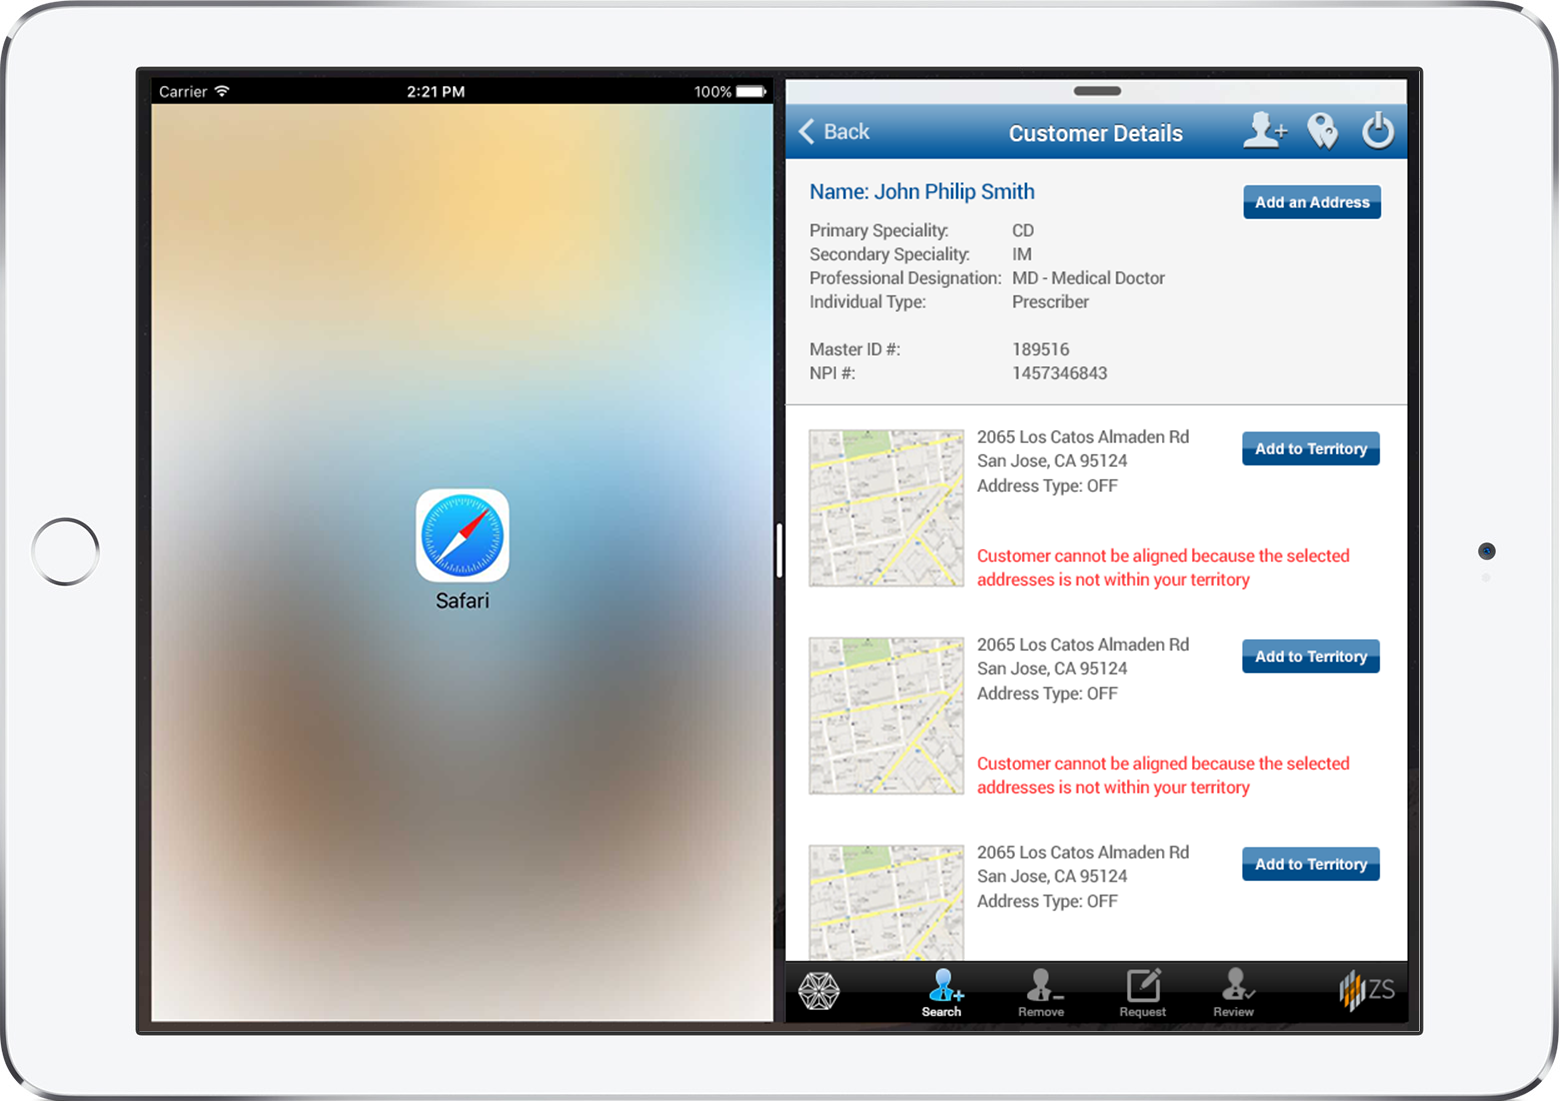 Carrier
2:21 PM
100%
Safari
Back
Customer Details
Name: John Philip Smith
Add an Address
Primary Speciality: CD
Secondary Speciality: IM
Professional Designation: MD - Medical Doctor
Individual Type: Prescriber
Master ID #: 189516
NPI #: 1457346843
2065 Los Catos Almaden Rd
San Jose, CA 95124
Address Type: OFF
Add to Territory
Customer cannot be aligned because the selected
addresses is not within your territory
2065 Los Catos Almaden Rd
San Jose, CA 95124
Address Type: OFF
Add to Territory
Customer cannot be aligned because the selected
addresses is not within your territory
2065 Los Catos Almaden Rd
San Jose, CA 95124
Address Type: OFF
Add to Territory
Search
Remove
Request
Review
ZS